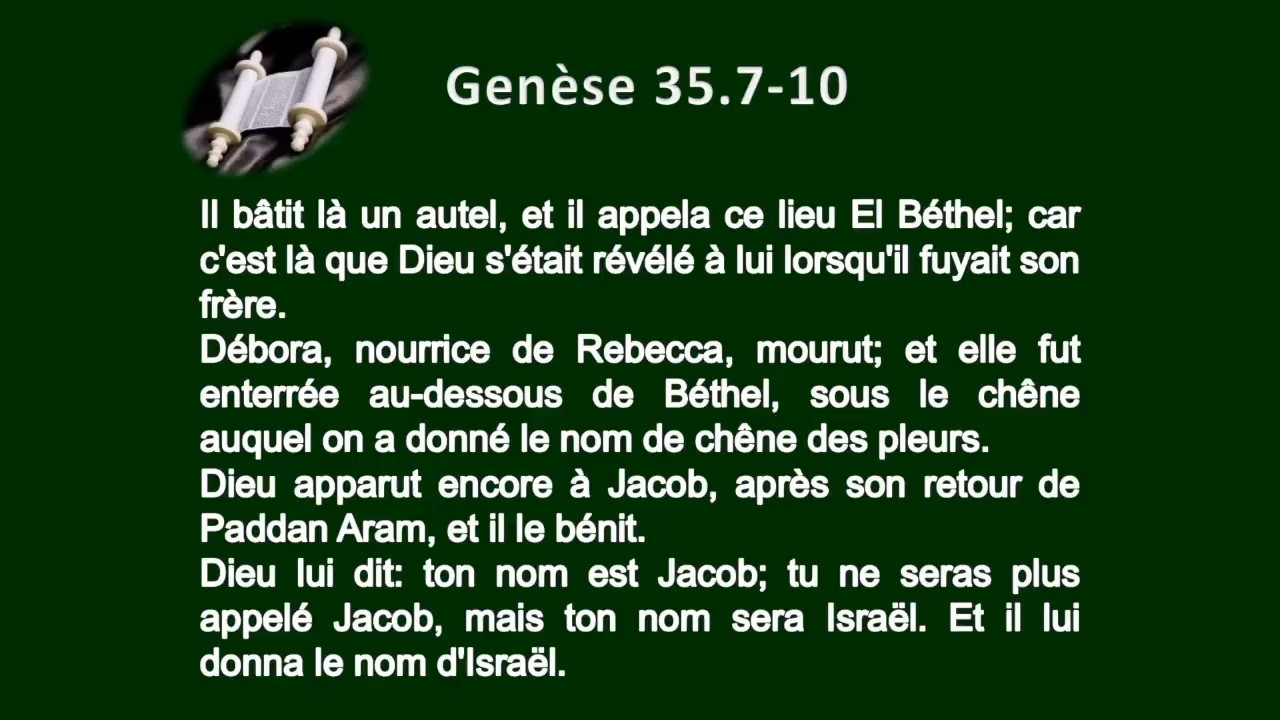 Genèse 35.7-10
Il bâtit là un autel, et il appela ce lieu El Béthel; car
c'est là que Dieu s'était révélé à lui lorsqu'il fuyait son
frère.
Débora, nourrice de Rebecca, mourut; et elle fut
enterrée au-dessous de Béthel, sous le chêne
auquel on a donné le nom de chêne des pleurs.
Dieu apparut encore à Jacob, après son retour de
Paddan Aram, et il le bénit.
Dieu lui dit: ton nom est Jacob; tu ne seras plus
appelé Jacob, mais ton nom sera Israël. Et il lui
donna le nom d'Israël.